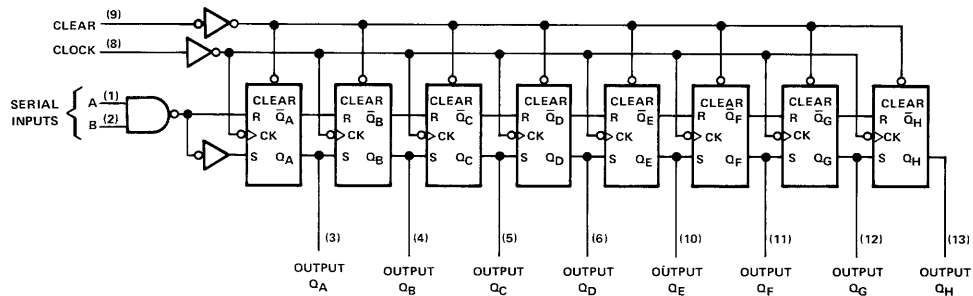 CLEAR (9)
CLOCK (8)
SERIAL INPUTS
A (1)
B (2)
CLEAR CLEAR CLEAR CLEAR CLEAR CLEAR CLEAR CLEAR
R Q̄A R Q̄B R Q̄C R Q̄D R Q̄E R Q̄F R Q̄G R Q̄H
CK CK CK CK CK CK CK CK
S QA S QB S QC S QD S QE S QF S QG S QH
(3) (4) (5) (6) (10) (11) (12) (13)
OUTPUT OUTPUT OUTPUT OUTPUT OUTPUT OUTPUT OUTPUT OUTPUT
QA QB QC QD QE QF QG QH